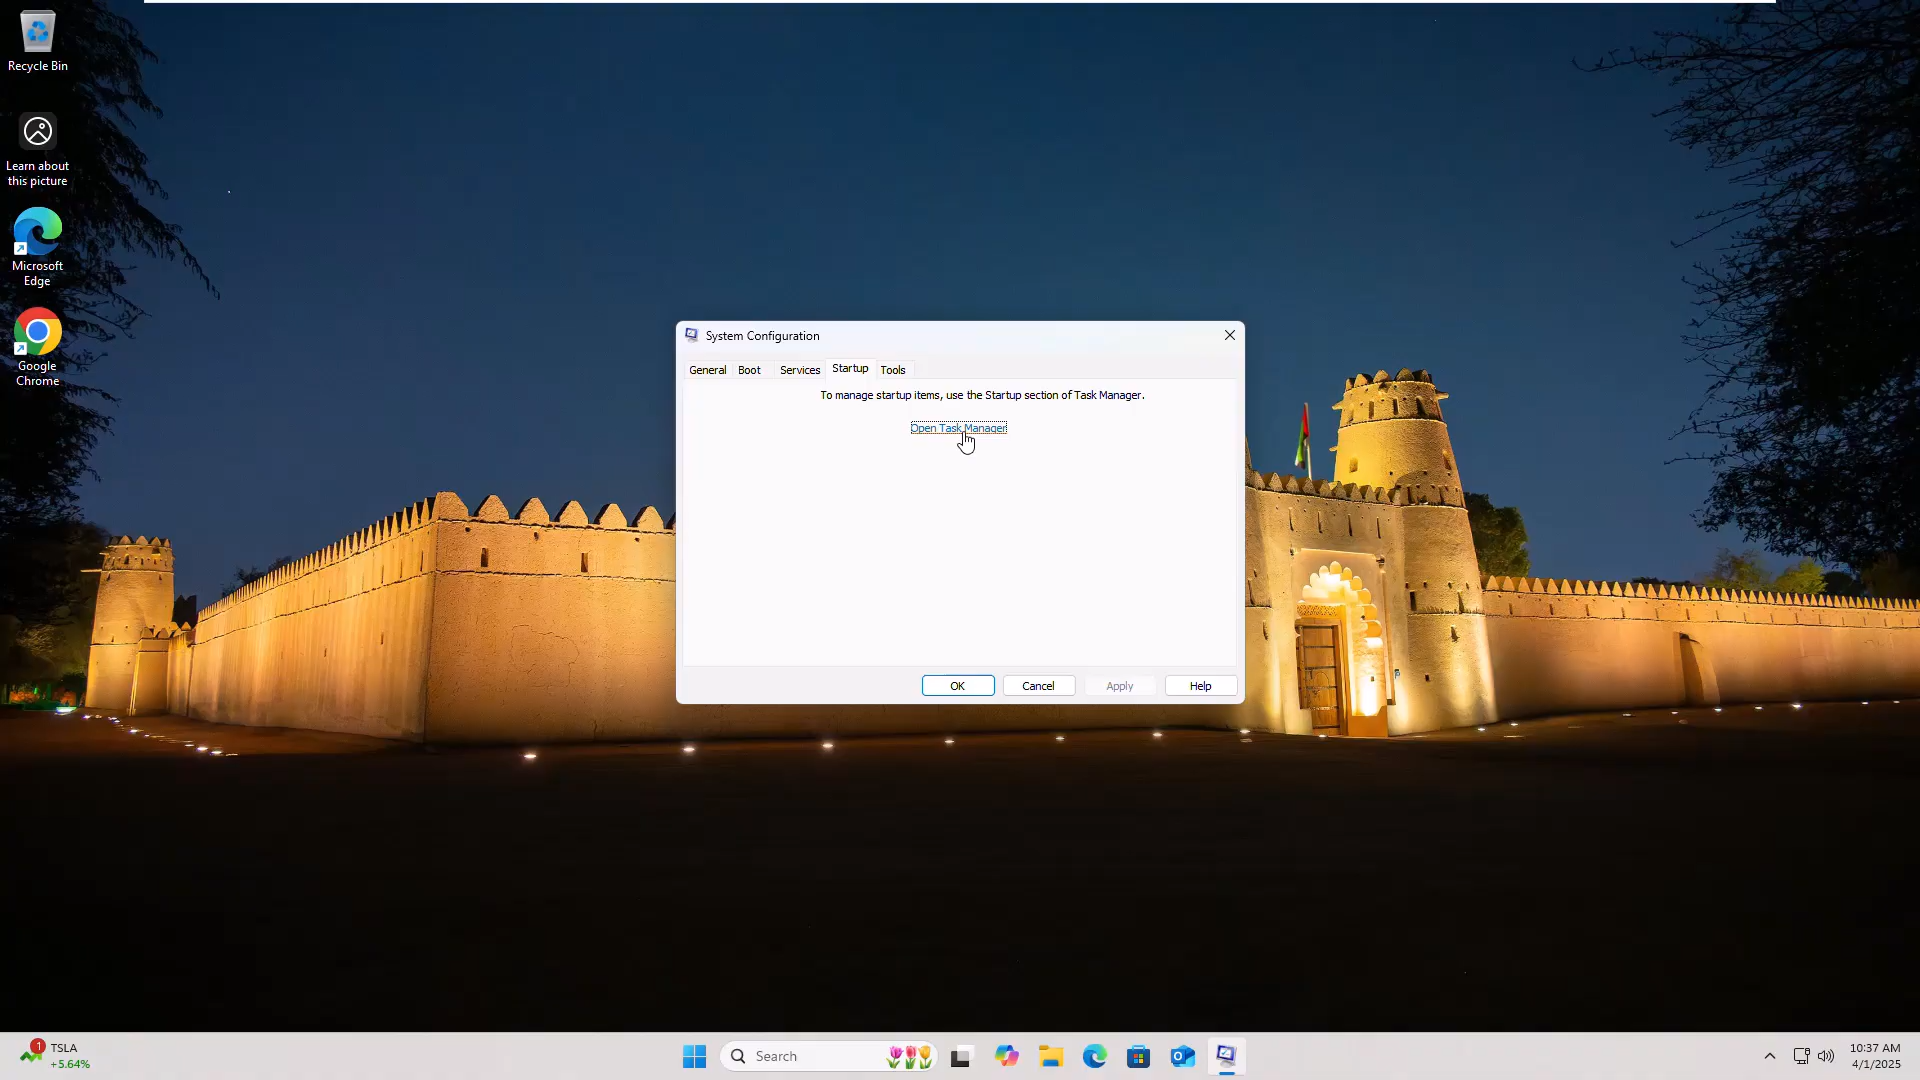 Recycle Bin
Learn about
this picture
Microsoft
Edge
Google
Chrome
System Configuration
General Boot Services Startup Tools
To manage startup items, use the Startup section of Task Manager.
Open Task Manager
OK Cancel Apply Help
1
TSLA
+5.64%
Search
10:37 AM
4/1/2025